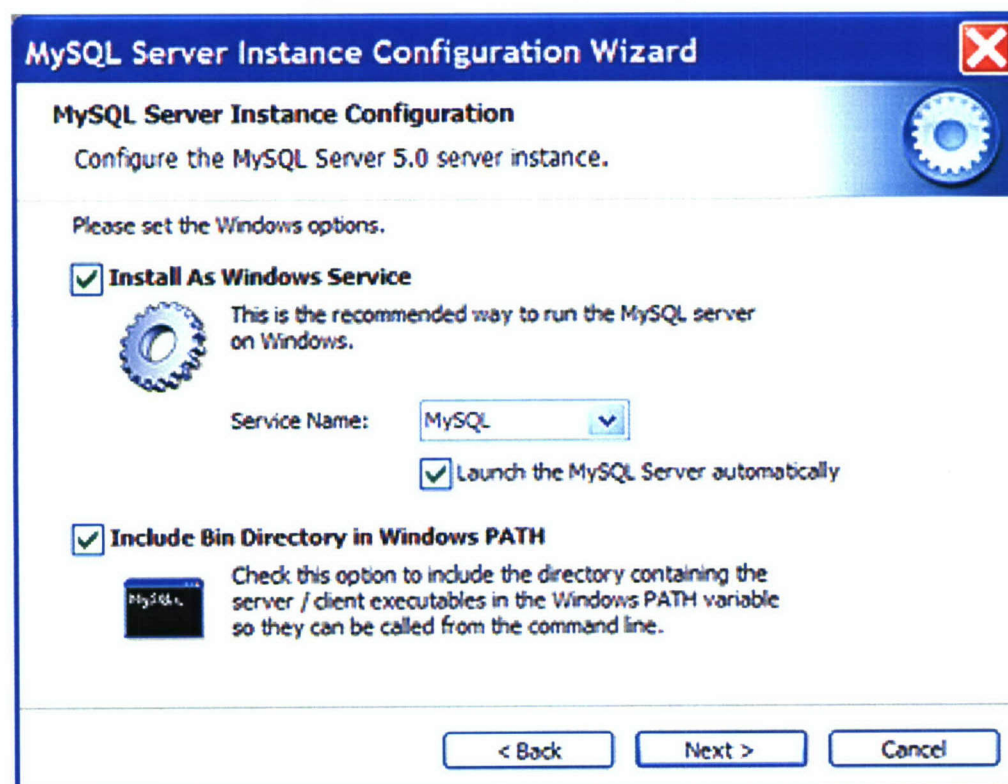 MySQL Server Instance Configuration Wizard
MySQL Server Instance Configuration
Configure the MySQL Server 5.0 server instance.
Please set the Windows options.
Install As Windows Service
This is the recommended way to run the MySQL server
on Windows.
Service Name: MySQL
Launch the MySQL Server automatically
Include Bin Directory in Windows PATH
Check this option to include the directory containing the
server / client executables in the Windows PATH variable
so they can be called from the command line.
< Back Next > Cancel